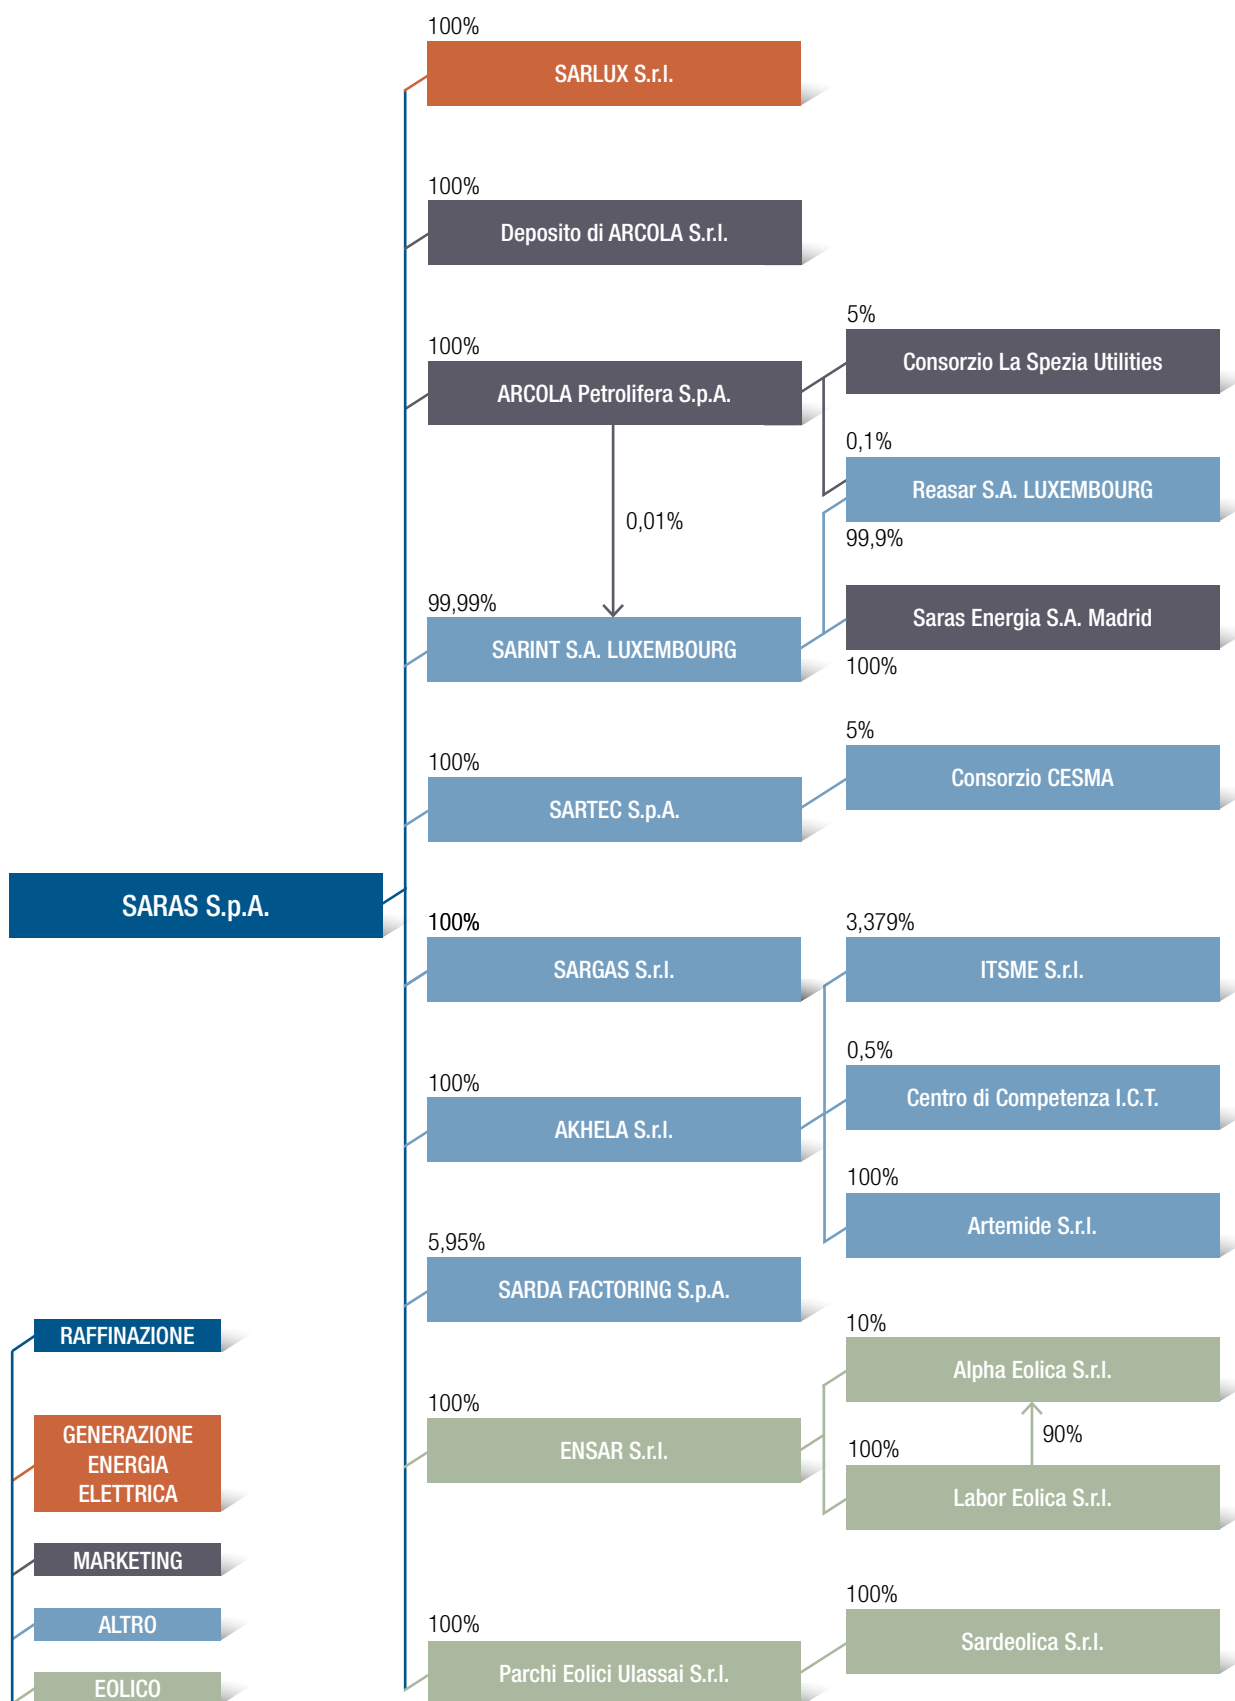 100%
SARLUX S.r.l.
100%
Deposito di ARCOLA S.r.l.
100%
ARCOLA Petrolifera S.p.A.
5%
Consorzio La Spezia Utilities
0,1%
Reasar S.A. LUXEMBOURG
99,9%
0,01%
99,99%
SARINT S.A. LUXEMBOURG
Saras Energia S.A. Madrid
100%
100%
SARTEC S.p.A.
5%
Consorzio CESMA
SARAS S.p.A.
100%
SARGAS S.r.l.
3,379%
ITSME S.r.l.
100%
AKHELA S.r.l.
0,5%
Centro di Competenza I.C.T.
100%
Artemide S.r.l.
5,95%
SARDA FACTORING S.p.A.
100%
ENSAR S.r.l.
10%
Alpha Eolica S.r.l.
90%
100%
Labor Eolica S.r.l.
100%
Parchi Eolici Ulassai S.r.l.
100%
Sardeolica S.r.l.
RAFFINAZIONE
GENERAZIONE
ENERGIA
ELETTRICA
MARKETING
ALTRO
EOLICO